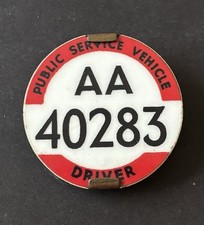 PUBLIC SERVICE VEHICLE
AA
40283
DRIVER